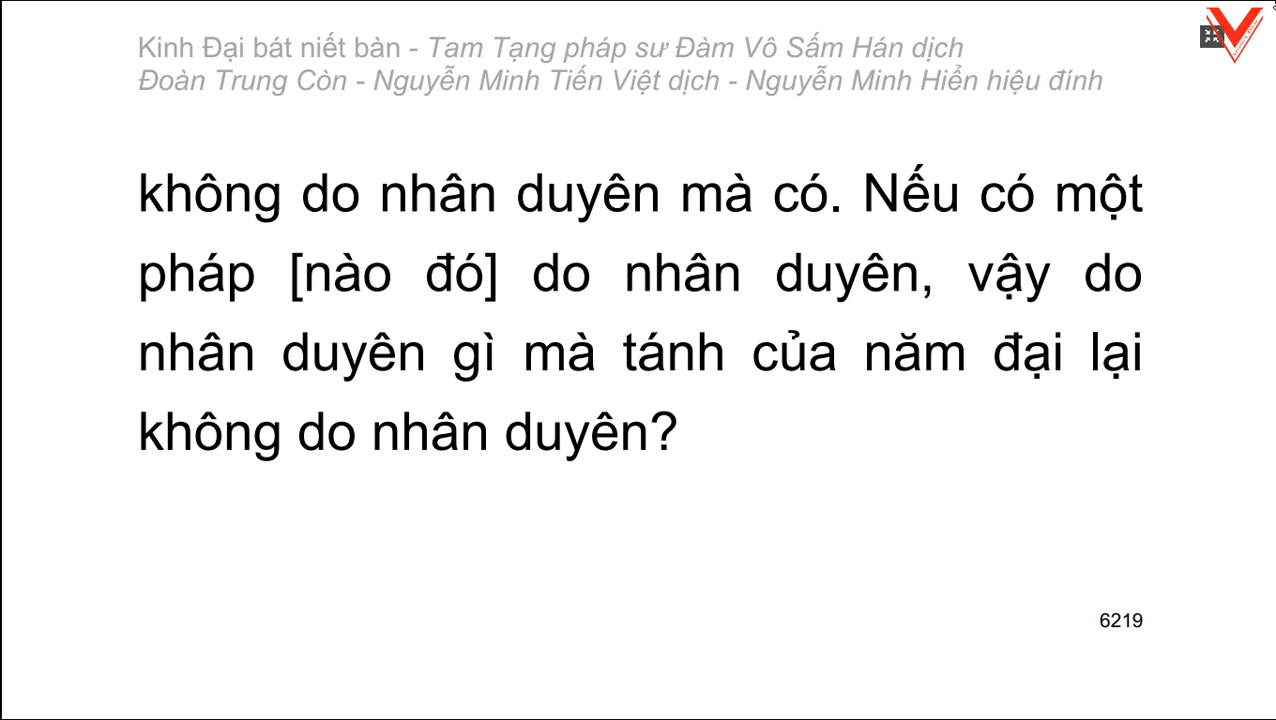 Kinh Đại bát niết bàn - Tam Tạng pháp sư Đàm Vô Sấm Hán dịch
Đoàn Trung Còn - Nguyễn Minh Tiến Việt dịch - Nguyễn Minh Hiển hiệu đính
không do nhân duyên mà có. Nếu có một
pháp [nào đó] do nhân duyên, vậy do
nhân duyên gì mà tánh của năm đại lại
không do nhân duyên?
6219